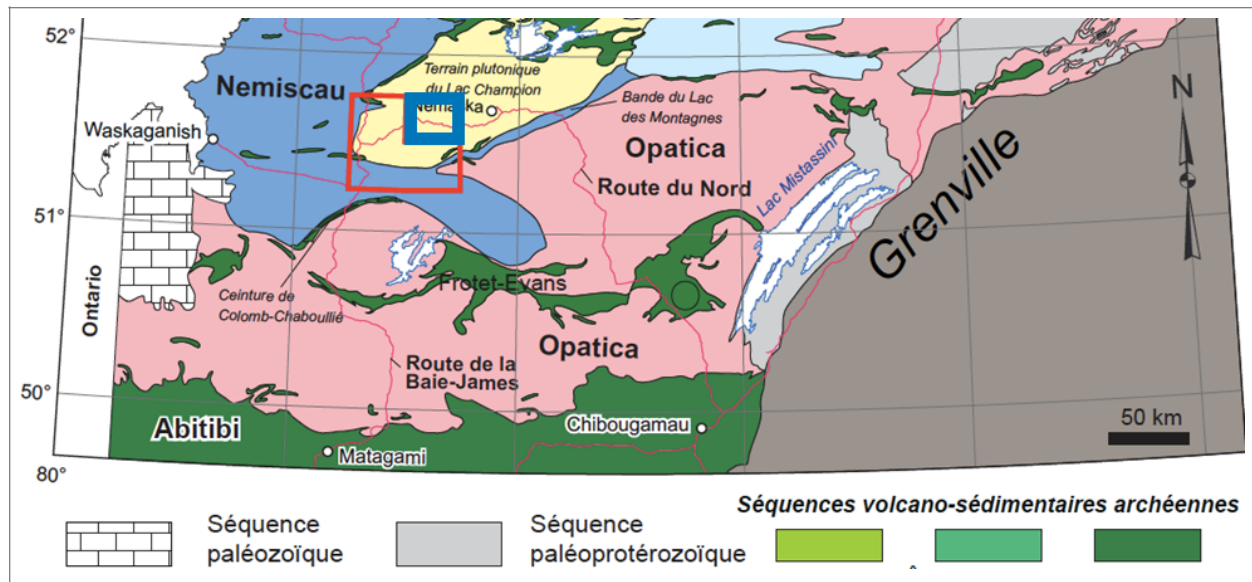 52°
Terrain plutonique
du Lac Champion
Nemiscau
Nemaska
Bande du Lac
des Montagnes
N
Waskaganish
Opatica
Lac Mistassini
Route du Nord
Grenville
51°
Ontario
Frotet-Evans
Ceinture de
Colomb-Chaboullié
Opatica
Route de la
Baie-James
50°
Abitibi
Chibougamau
50 km
Matagami
80°
Séquences volcano-sédimentaires archéennes
Séquence
paléozoïque
Séquence
paléoprotérozoïque